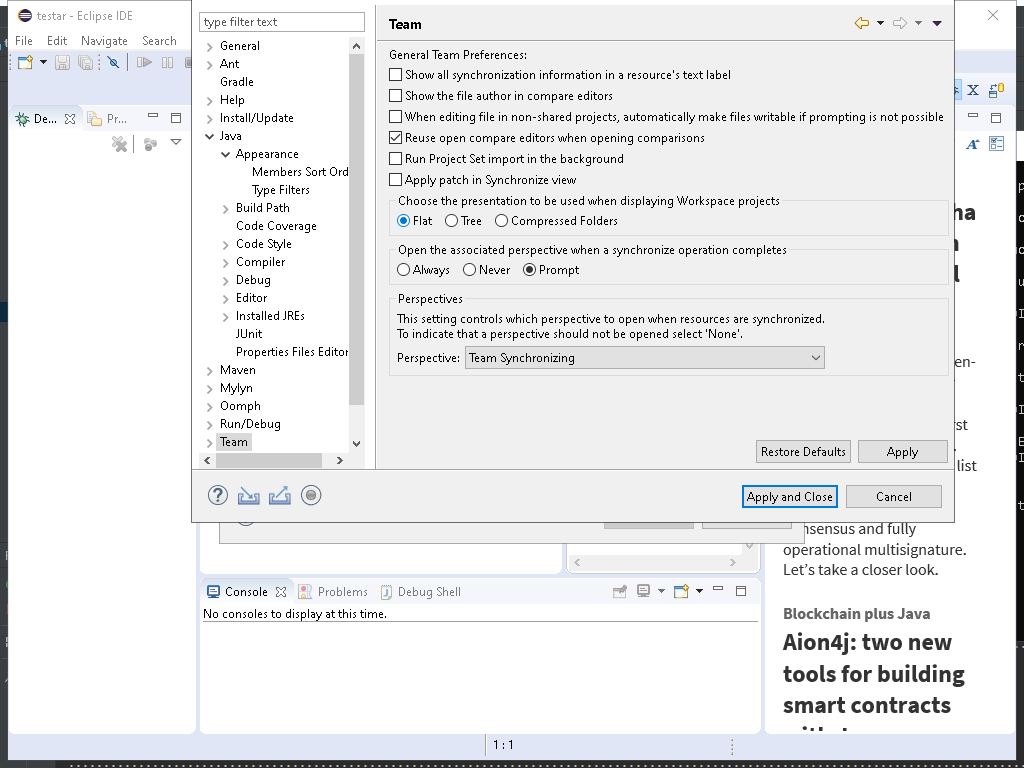 testar - Eclipse IDE
File Edit Navigate Search
De...
Pr...
type filter text
General
Ant
Gradle
Help
Install/Update
Java
Appearance
Members Sort Ord
Type Filters
Build Path
Code Coverage
Code Style
Compiler
Debug
Editor
Installed JREs
JUnit
Properties Files Editor
Maven
Mylyn
Oomph
Run/Debug
Team
Team
General Team Preferences:
Show all synchronization information in a resource's text label
Show the file author in compare editors
When editing file in non-shared projects, automatically make files writable if prompting is not possible
Reuse open compare editors when opening comparisons
Run Project Set import in the background
Apply patch in Synchronize view
Choose the presentation to be used when displaying Workspace projects
Flat Tree Compressed Folders
Open the associated perspective when a synchronize operation completes
Always Never Prompt
Perspectives
This setting controls which perspective to open when resources are synchronized.
To indicate that a perspective should not be opened select 'None'.
Perspective: Team Synchronizing
Restore Defaults Apply
Apply and Close Cancel
ha
en-
rst
list
nsensus and fully
operational multisignature.
Let's take a closer look.
Blockchain plus Java
Aion4j: two new
tools for building
smart contracts
Console Problems Debug Shell
No consoles to display at this time.
1 : 1